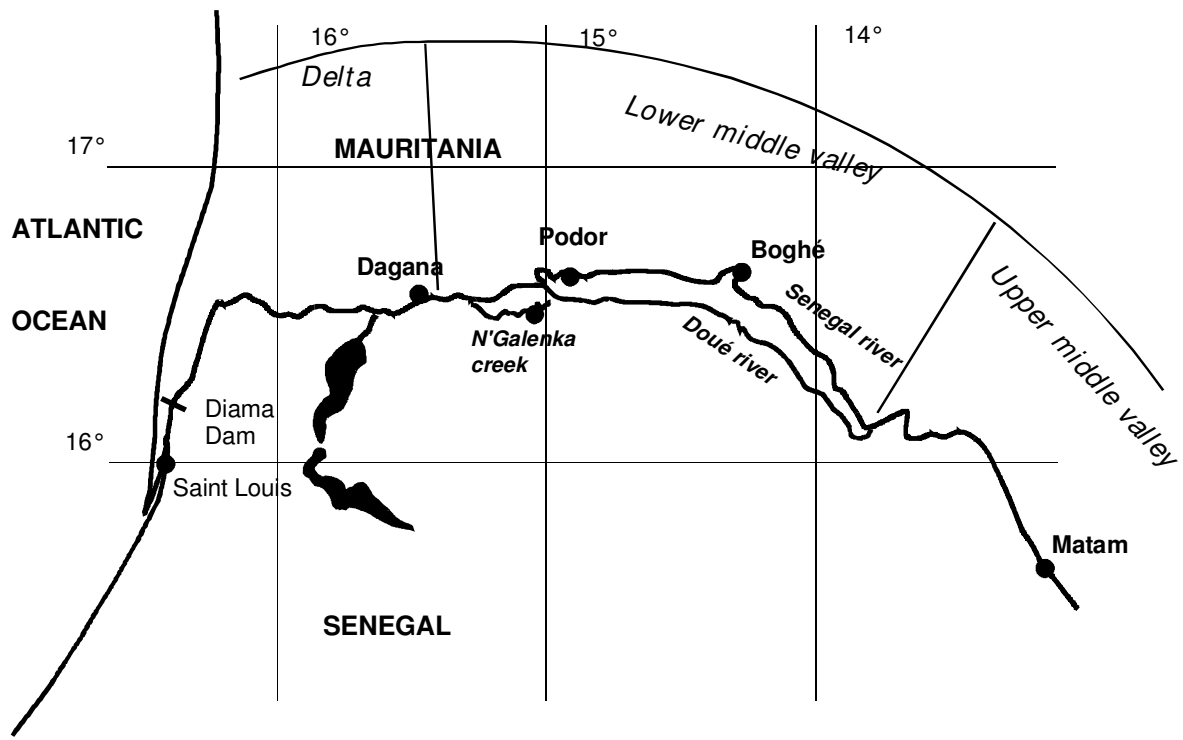 16°
15°
14°
Delta
Lower middle valley
17°
MAURITANIA
ATLANTIC
Podor
Boghé
Dagana
Upper middle valley
Senegal river
OCEAN
N'Galenka
creek
Doué river
Diama
Dam
16°
Saint Louis
Matam
SENEGAL